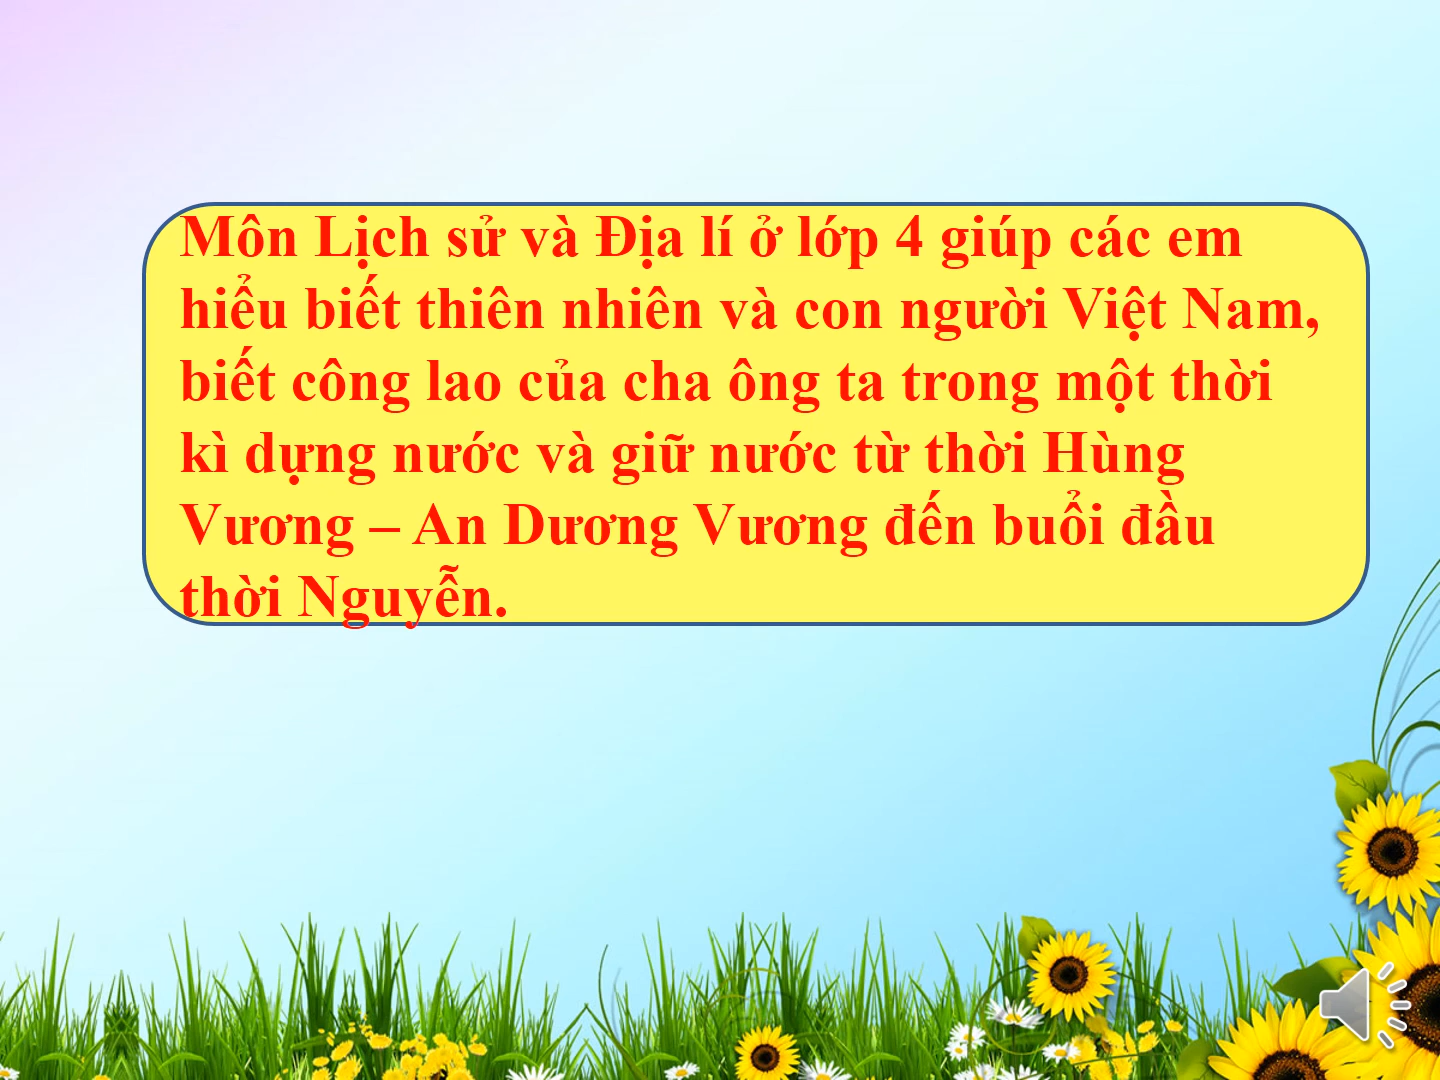 Môn Lịch sử và Địa lí ở lớp 4 giúp các em
hiểu biết thiên nhiên và con người Việt Nam,
biết công lao của cha ông ta trong một thời
kì dựng nước và giữ nước từ thời Hùng
Vương – An Dương Vương đến buổi đầu
thời Nguyễn.